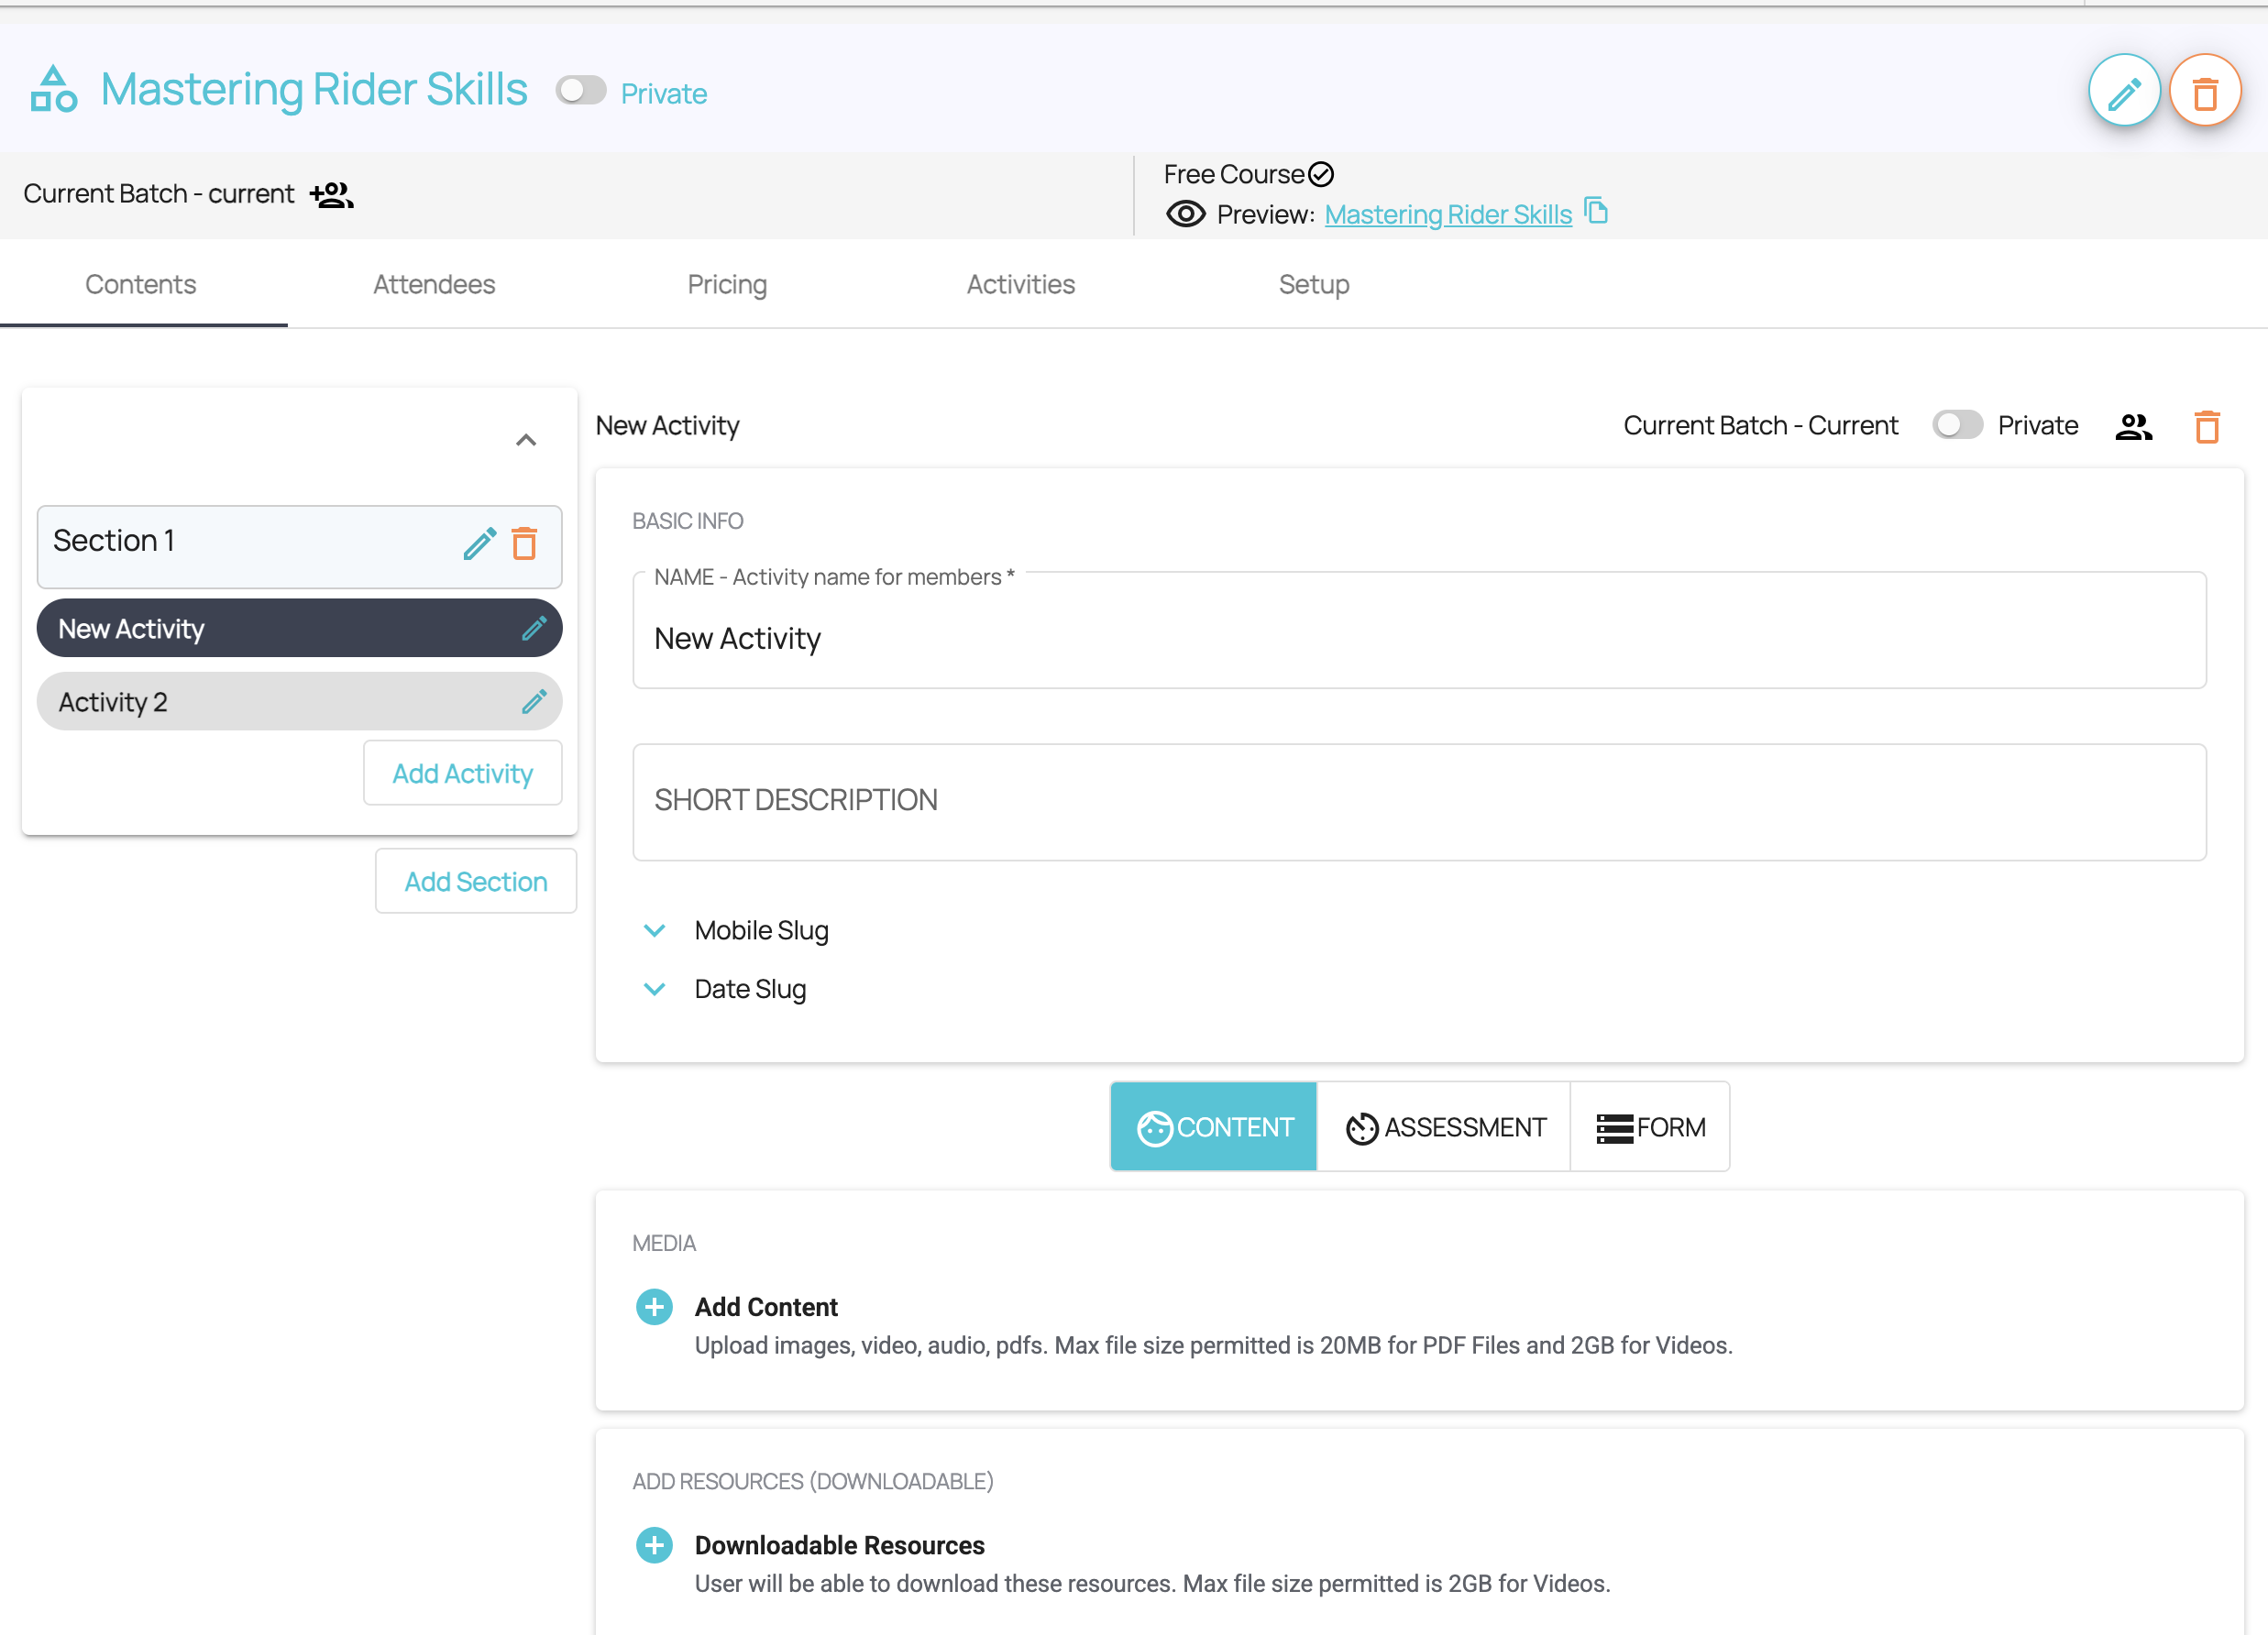 Mastering Rider Skills Private
Current Batch - current
Free Course
Preview: Mastering Rider Skills
Contents Attendees Pricing Activities Setup
Section 1
New Activity
Activity 2
Add Activity
Add Section
New Activity Current Batch - Current Private
BASIC INFO
NAME - Activity name for members *
New Activity
SHORT DESCRIPTION
Mobile Slug
Date Slug
CONTENT ASSESSMENT FORM
MEDIA
Add Content
Upload images, video, audio, pdfs. Max file size permitted is 20MB for PDF Files and 2GB for Videos.
ADD RESOURCES (DOWNLOADABLE)
Downloadable Resources
User will be able to download these resources. Max file size permitted is 2GB for Videos.